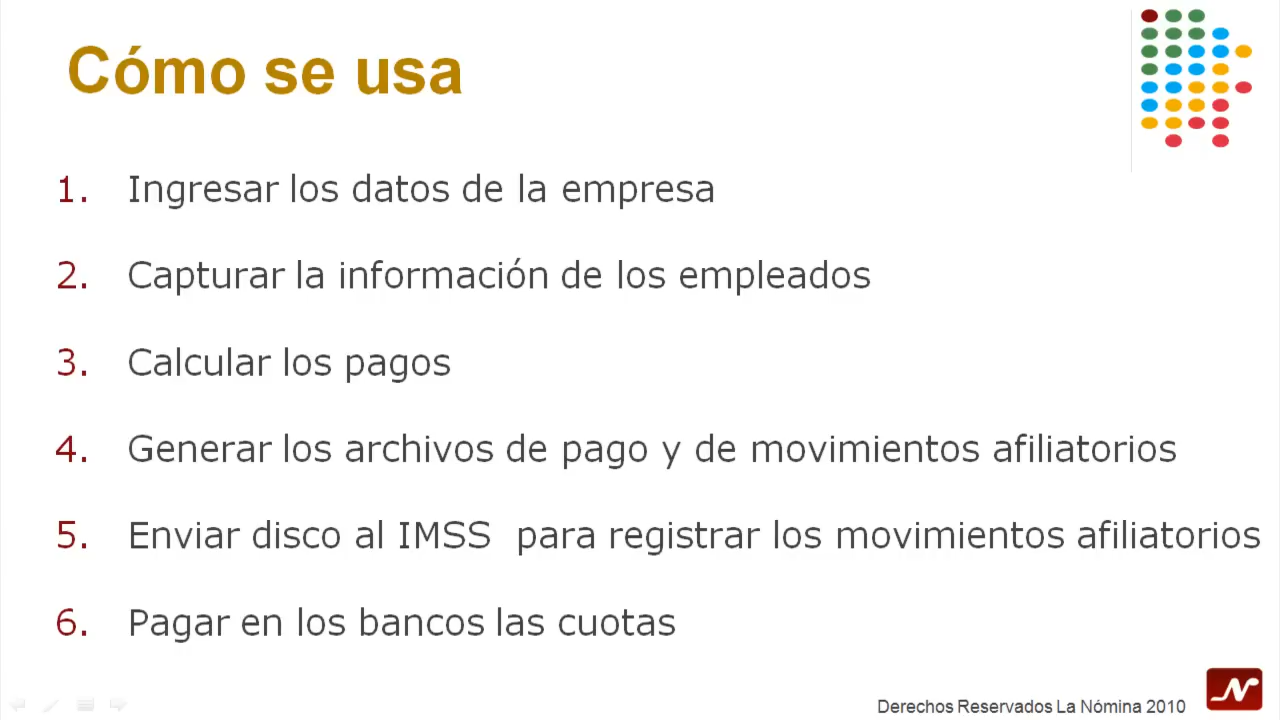 Cómo se usa
1. Ingresar los datos de la empresa
2. Capturar la información de los empleados
3. Calcular los pagos
4. Generar los archivos de pago y de movimientos afiliatorios
5. Enviar disco al IMSS  para registrar los movimientos afiliatorios
6. Pagar en los bancos las cuotas
Derechos Reservados La Nómina 2010
N